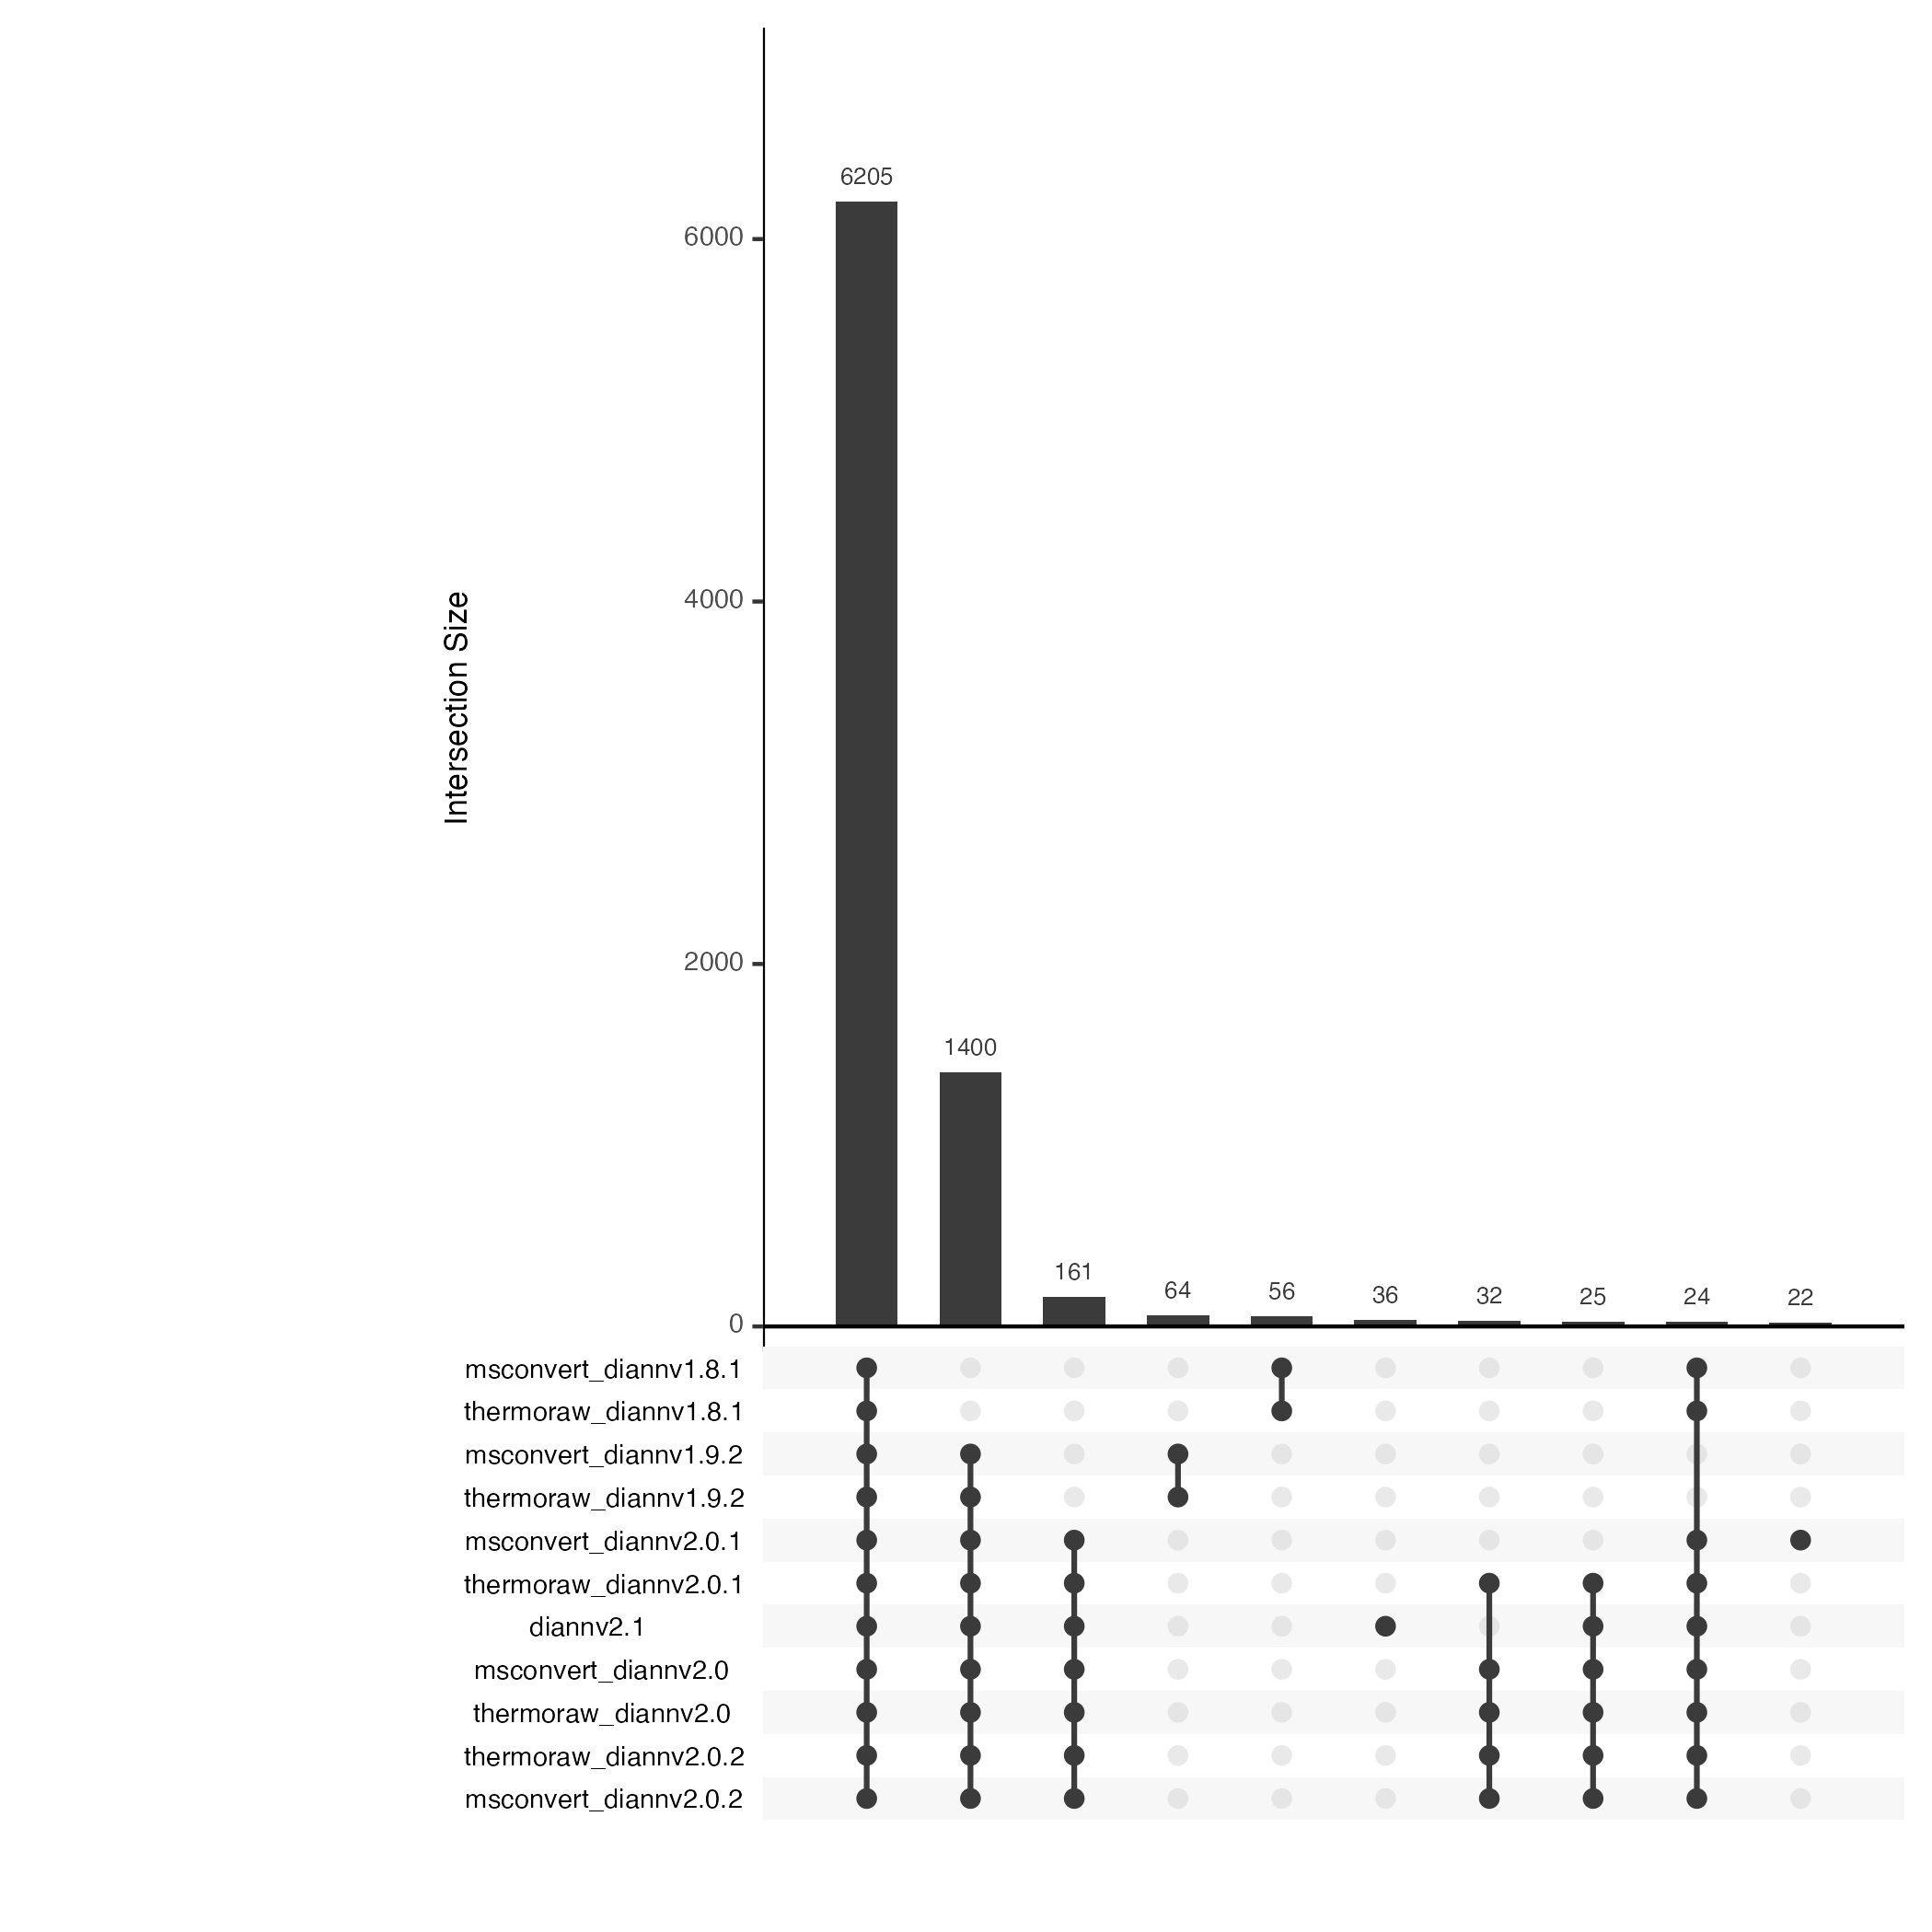 6205
6000
Intersection Size
4000
2000
1400
161
64
56
36
32
25
24
22
0
msconvert_diannv1.8.1
thermoraw_diannv1.8.1
msconvert_diannv1.9.2
thermoraw_diannv1.9.2
msconvert_diannv2.0.1
thermoraw_diannv2.0.1
diannv2.1
msconvert_diannv2.0
thermoraw_diannv2.0
thermoraw_diannv2.0.2
msconvert_diannv2.0.2